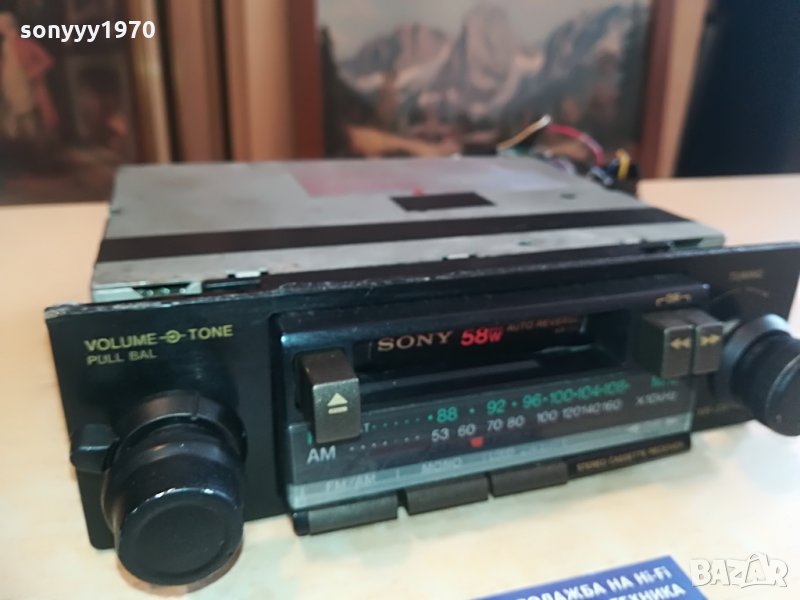 sonyyy1970
VOLUME TONE
PULL BAL
TUNING
SONY 58W AUTO REVERSE
88 92 96 100 104 108 MHz
AM 53 60 70 80 100 120 140 160 X10kHz
FM/AM MONO
STEREO CASSETTE RECEIVER
НА Hi-Fi
ТЕХНИКА
BAZAR